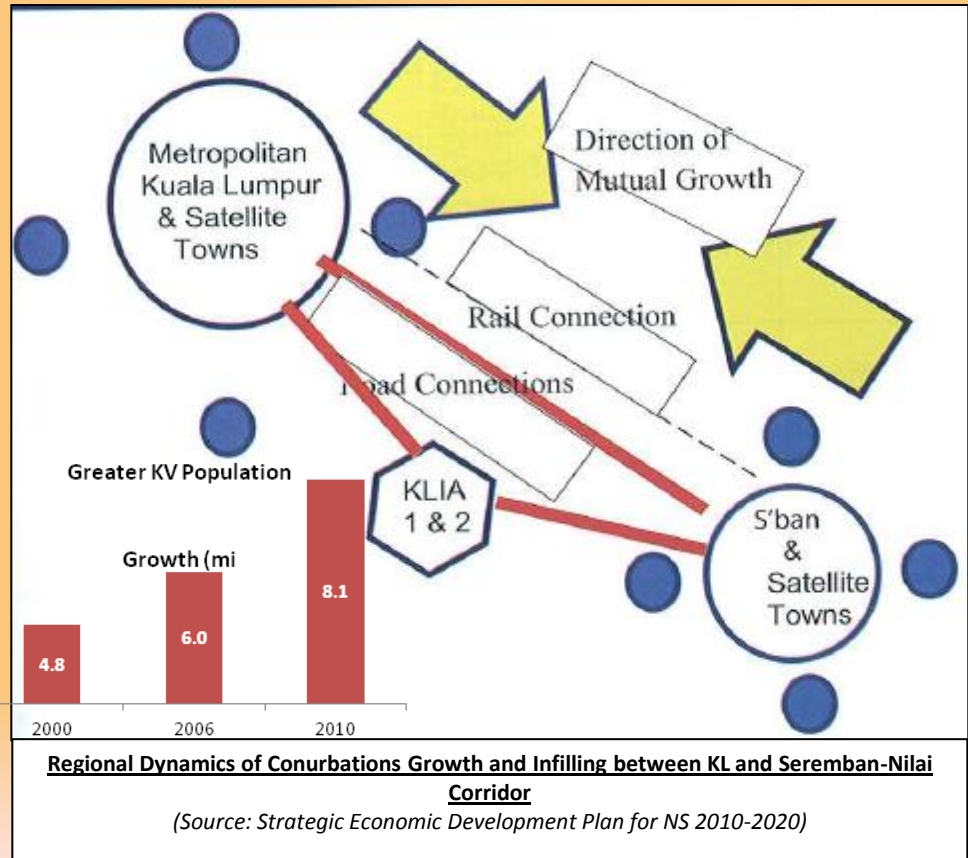 Metropolitan
Kuala Lumpur
& Satellite
Towns
Direction of
Mutual Growth
Rail Connection
Road Connections
Greater KV Population
KLIA
1 & 2
S'ban
&
Satellite
Towns
Growth (mi
8.1
6.0
4.8
2000 2006 2010
Regional Dynamics of Conurbations Growth and Infilling between KL and Seremban-Nilai
Corridor
(Source: Strategic Economic Development Plan for NS 2010-2020)